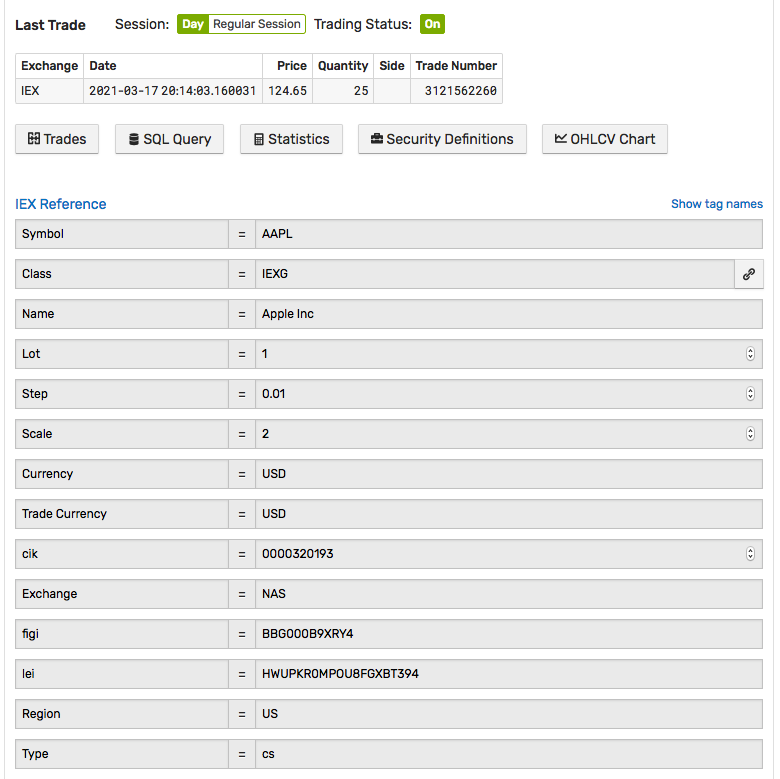 Last Trade Session: Day Regular Session Trading Status: On
Exchange Date Price Quantity Side Trade Number
IEX 2021-03-17 20:14:03.160031 124.65 25 3121562260
Trades SQL Query Statistics Security Definitions OHLCV Chart
IEX Reference Show tag names
Symbol = AAPL
Class = IEXG
Name = Apple Inc
Lot = 1
Step = 0.01
Scale = 2
Currency = USD
Trade Currency = USD
cik = 0000320193
Exchange = NAS
figi = BBG000B9XRY4
lei = HWUPKR0MPOU8FGXBT394
Region = US
Type = cs